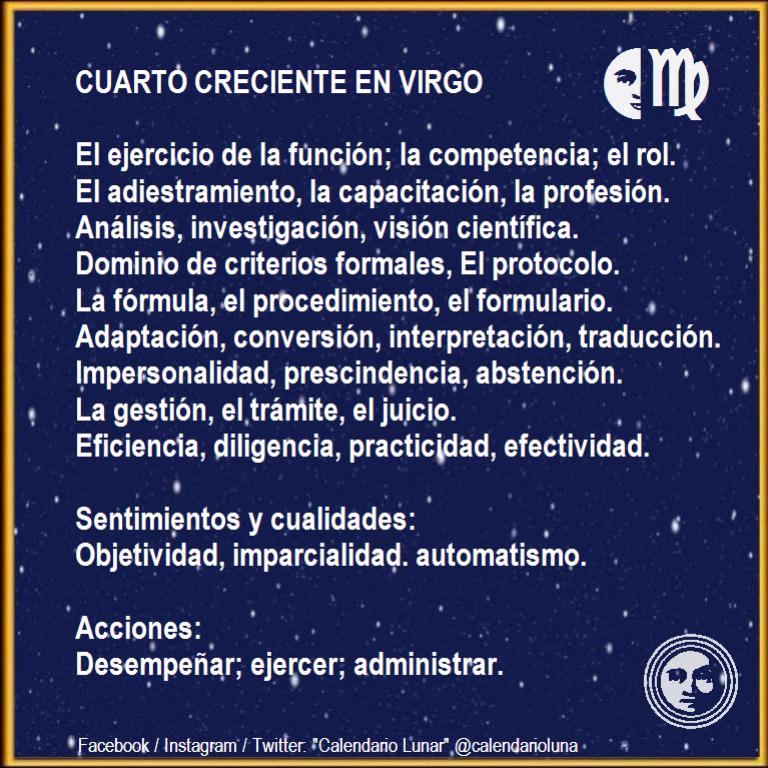 CUARTO CRECIENTE EN VIRGO
El ejercicio de la función; la competencia; el rol.
El adiestramiento, la capacitación, la profesión.
Análisis, investigación, visión científica.
Dominio de criterios formales, El protocolo.
La fórmula, el procedimiento, el formulario.
Adaptación, conversión, interpretación, traducción.
Impersonalidad, prescindencia, abstención.
La gestión, el trámite, el juicio.
Eficiencia, diligencia, practicidad, efectividad.
Sentimientos y cualidades:
Objetividad, imparcialidad. automatismo.
Acciones:
Desempeñar; ejercer; administrar.
Facebook / Instagram / Twitter: "Calendario Lunar" @calendarioluna